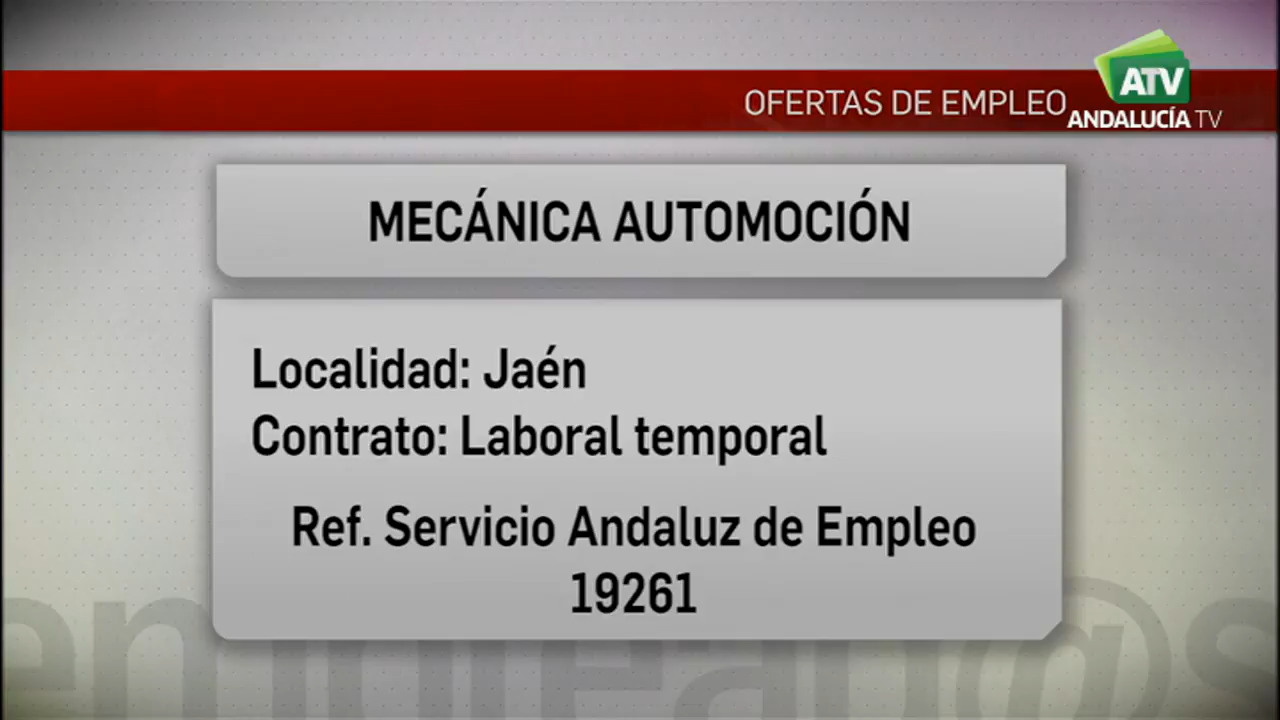 OFERTAS DE EMPLEO
ATV
ANDALUCÍA TV
MECÁNICA AUTOMOCIÓN
Localidad: Jaén
Contrato: Laboral temporal
Ref. Servicio Andaluz de Empleo
19261
emplead@s